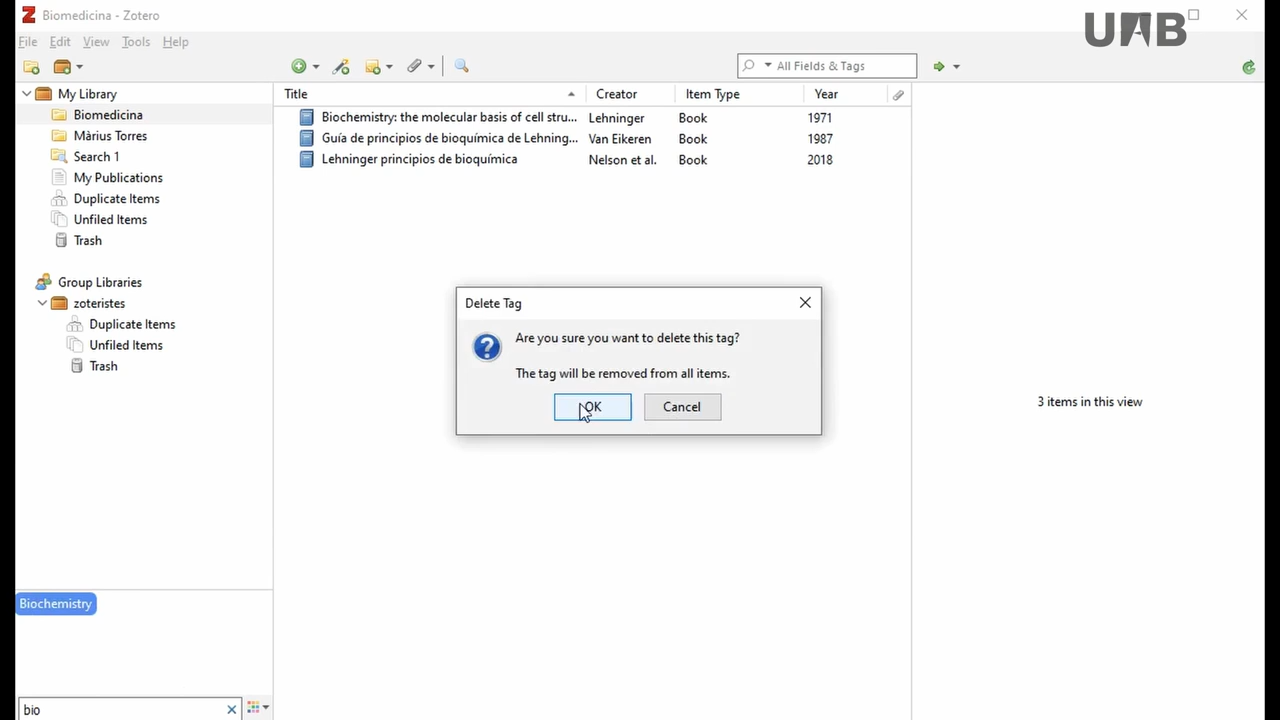 Biomedicina - Zotero
UAB
File Edit View Tools Help
All Fields & Tags
My Library
Biomedicina
Màrius Torres
Search 1
My Publications
Duplicate Items
Unfiled Items
Trash
Group Libraries
zoteristes
Duplicate Items
Unfiled Items
Trash
Title Creator Item Type Year
Biochemistry: the molecular basis of cell stru... Lehninger Book 1971
Guía de principios de bioquímica de Lehning... Van Eikeren Book 1987
Lehninger principios de bioquímica Nelson et al. Book 2018
Delete Tag
Are you sure you want to delete this tag?
The tag will be removed from all items.
OK Cancel
3 items in this view
Biochemistry
bio